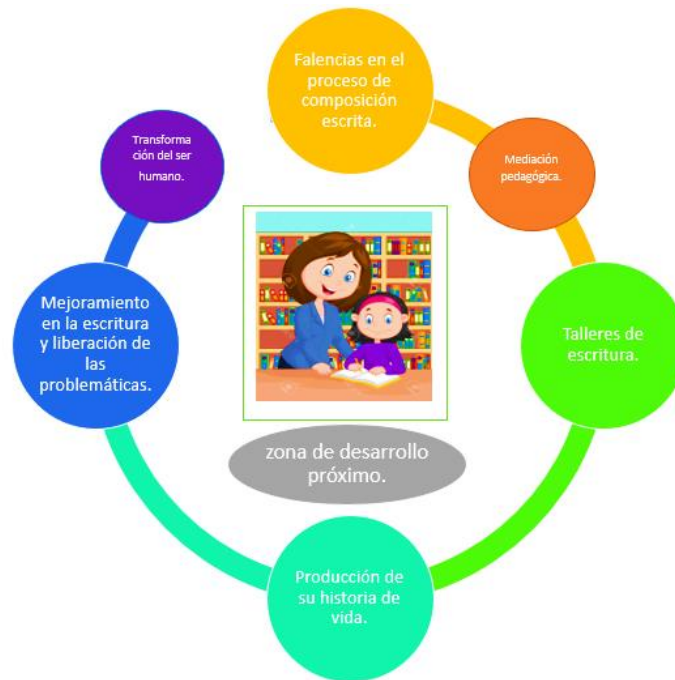 Falencias en el
proceso de
composición
escrita.
Mediación
pedagógica.
Talleres de
escritura.
Producción de
su historia de
vida.
Mejoramiento
en la escritura
y liberación de
las
problemáticas.
Transforma
ción del ser
humano.
zona de desarrollo
próximo.